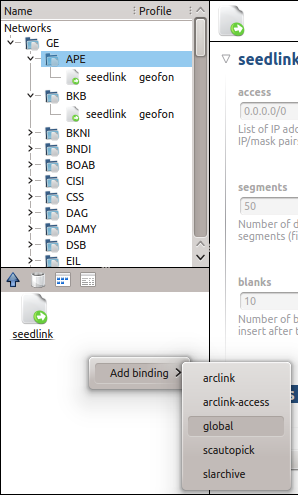 Name Profile
Networks
GE
APE
seedlink geofon
BKB
seedlink geofon
BKNI
BNDI
BOAB
CISI
CSS
DAG
DAMY
DSB
EIL
seedlink
Add binding
arclink
arclink-access
global
scautopick
slarchive
seedlink
access
0.0.0.0/0
List of IP add
IP/mask pairs
segments
50
Number of d
segments (fi
blanks
10
Number of b
insert after t